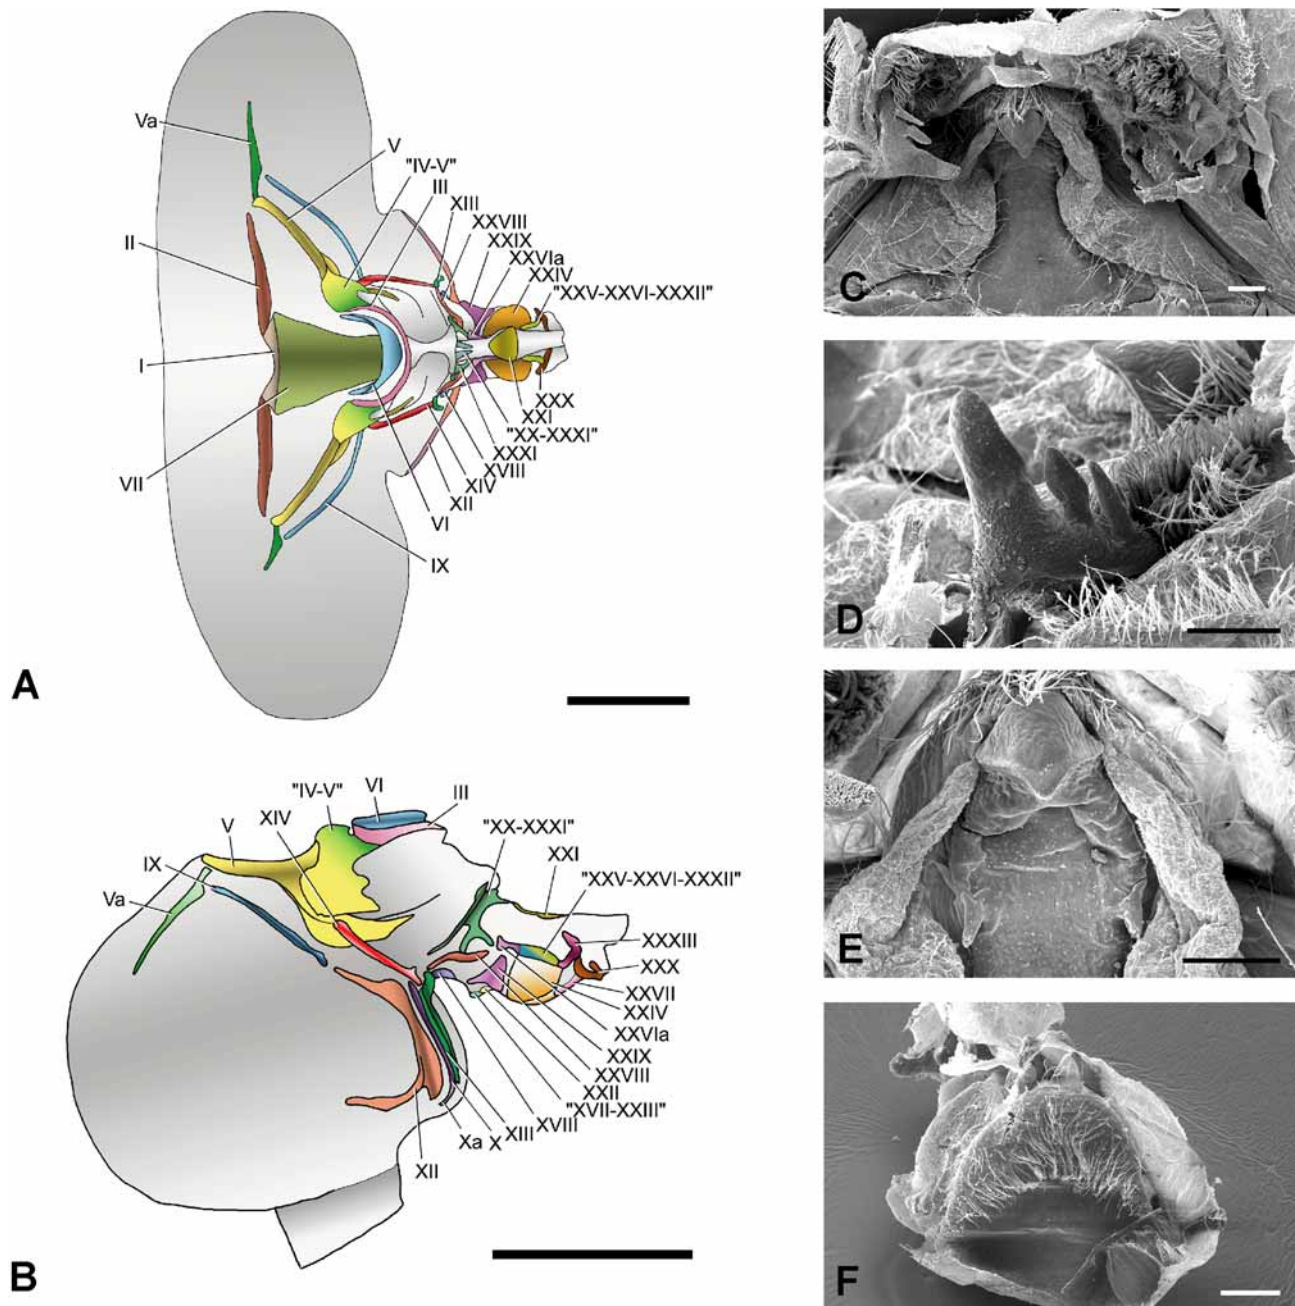 Va
V
"IV-V"
III
XIII
XXVIII
XXIX
XXVIa
XXIV
"XXV-XXVI-XXXII"
II
I
VII
XXX
XXI
"XX-XXXI"
XXXI
XVIII
XIV
XII
VI
IX
A
"IV-V"
VI
III
XIV
V
IX
Va
"XX-XXXI"
XXI
"XXV-XXVI-XXXII"
XXXIII
XXX
XXVII
XXIV
XXVIa
XXIX
XXVIII
XXII
"XVII-XXIII"
XVIII
XIII
X
Xa
XII
B
C
D
E
F